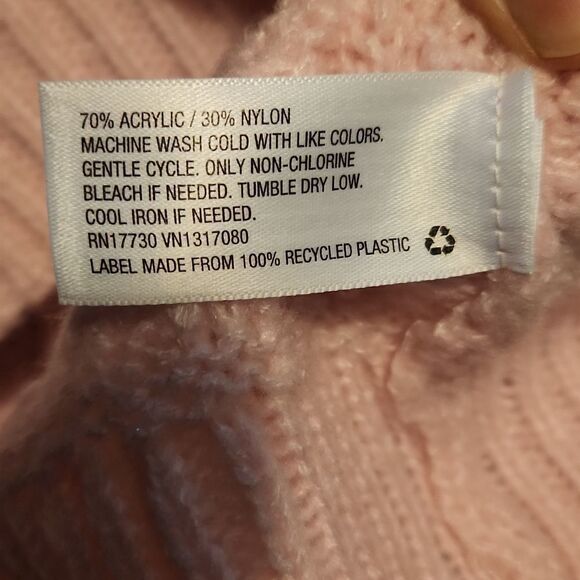 70% ACRYLIC / 30% NYLON
MACHINE WASH COLD WITH LIKE COLORS.
GENTLE CYCLE. ONLY NON-CHLORINE
BLEACH IF NEEDED. TUMBLE DRY LOW.
COOL IRON IF NEEDED.
RN17730 VN1317080
LABEL MADE FROM 100% RECYCLED PLASTIC